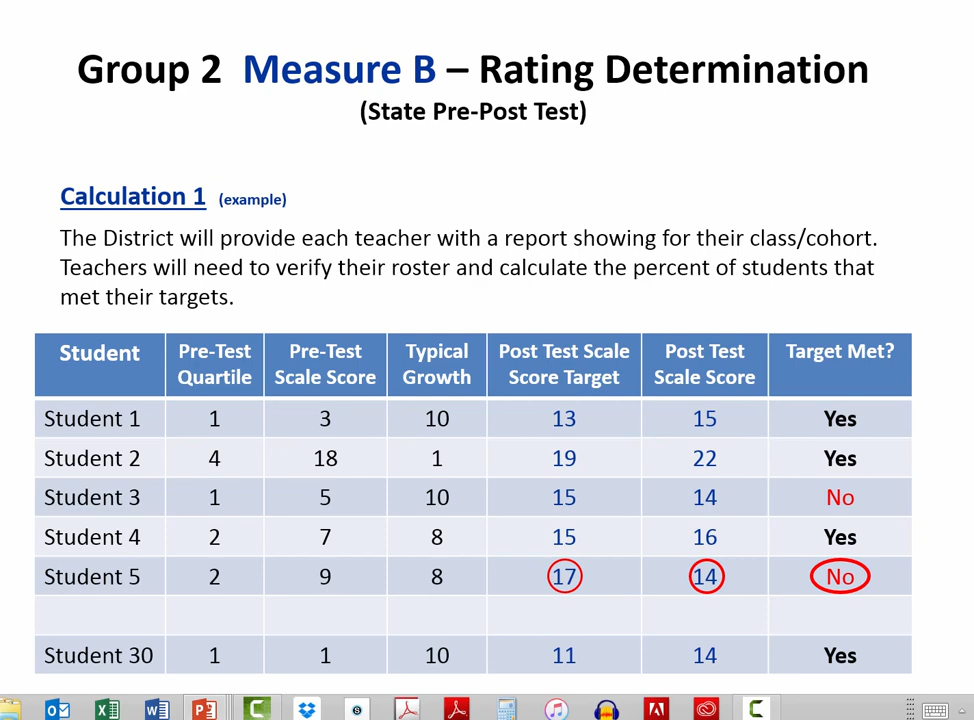 Group 2 Measure B – Rating Determination
(State Pre-Post Test)
Calculation 1 (example)
The District will provide each teacher with a report showing for their class/cohort.
Teachers will need to verify their roster and calculate the percent of students that
met their targets.
Student Pre-Test Quartile Pre-Test Scale Score Typical Growth Post Test Scale Score Target Post Test Scale Score Target Met?
Student 1 1 3 10 13 15 Yes
Student 2 4 18 1 19 22 Yes
Student 3 1 5 10 15 14 No
Student 4 2 7 8 15 16 Yes
Student 5 2 9 8 17 14 No
Student 30 1 1 10 11 14 Yes